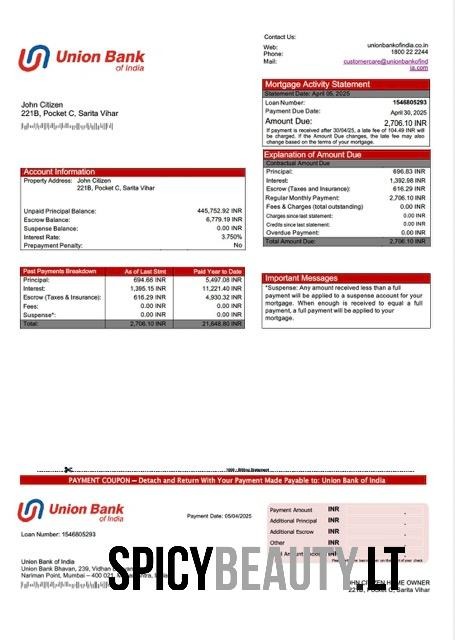 Union Bank
of India
Contact Us:
Web: unionbankofindia.co.in
Phone: 1800 22 2244
Mail: customercare@unionbankofind
ia.com
John Citizen
221B, Pocket C, Sarita Vihar
Mortgage Activity Statement
Statement Date: April 05, 2025
Loan Number: 1546805293
Payment Due Date: April 30, 2025
Amount Due: 2,706.10 INR
If payment is received after 30/04/25, a late fee of 104.49 INR will
be charged. If the Amount Due changes, the late fee may also
change based on the terms of your mortgage.
Explanation of Amount Due
Contractual Amount Due
Principal: 696.83 INR
Interest: 1,392.98 INR
Escrow (Taxes and Insurance): 616.29 INR
Regular Monthly Payment: 2,706.10 INR
Fees & Charges (total outstanding) 0.00 INR
Charges since last statement: 0.00 INR
Credits since last statement: 0.00 INR
Overdue Payment: 0.00 INR
Total Amount Due: 2,706.10 INR
Account Information
Property Address: John Citizen
221B, Pocket C, Sarita Vihar
Unpaid Principal Balance: 445,752.92 INR
Escrow Balance: 6,779.19 INR
Suspense Balance: 0.00 INR
Interest Rate: 3.750%
Prepayment Penalty: No
Past Payments Breakdown As of Last Stmt Paid Year to Date
Principal: 694.66 INR 5,497.08 INR
Interest: 1,395.15 INR 11,221.40 INR
Escrow (Taxes & Insurance): 616.29 INR 4,930.32 INR
Fees: 0.00 INR 0.00 INR
Suspense*: 0.00 INR 0.00 INR
Total: 2,706.10 INR 21,648.80 INR
Important Messages
*Suspense: Any amount received less than a full
payment will be applied to a suspense account for your
mortgage. When enough is received to equal a full
payment, a full payment will be applied to your
mortgage.
PAYMENT COUPON – Detach and Return With Your Payment Made Payable to: Union Bank of India
Union Bank
of India
Payment Date: 05/04/2025
Loan Number: 1546805293
Payment Amount INR
Additional Principal INR
Additional Escrow INR
Other INR
Union Bank of India
Union Bank Bhavan, 239, Vidhan
Nariman Point, Mumbai – 400 021
SPICYBEAUTY.LT
OWNER
221B, Pocket C, Sarita Vihar